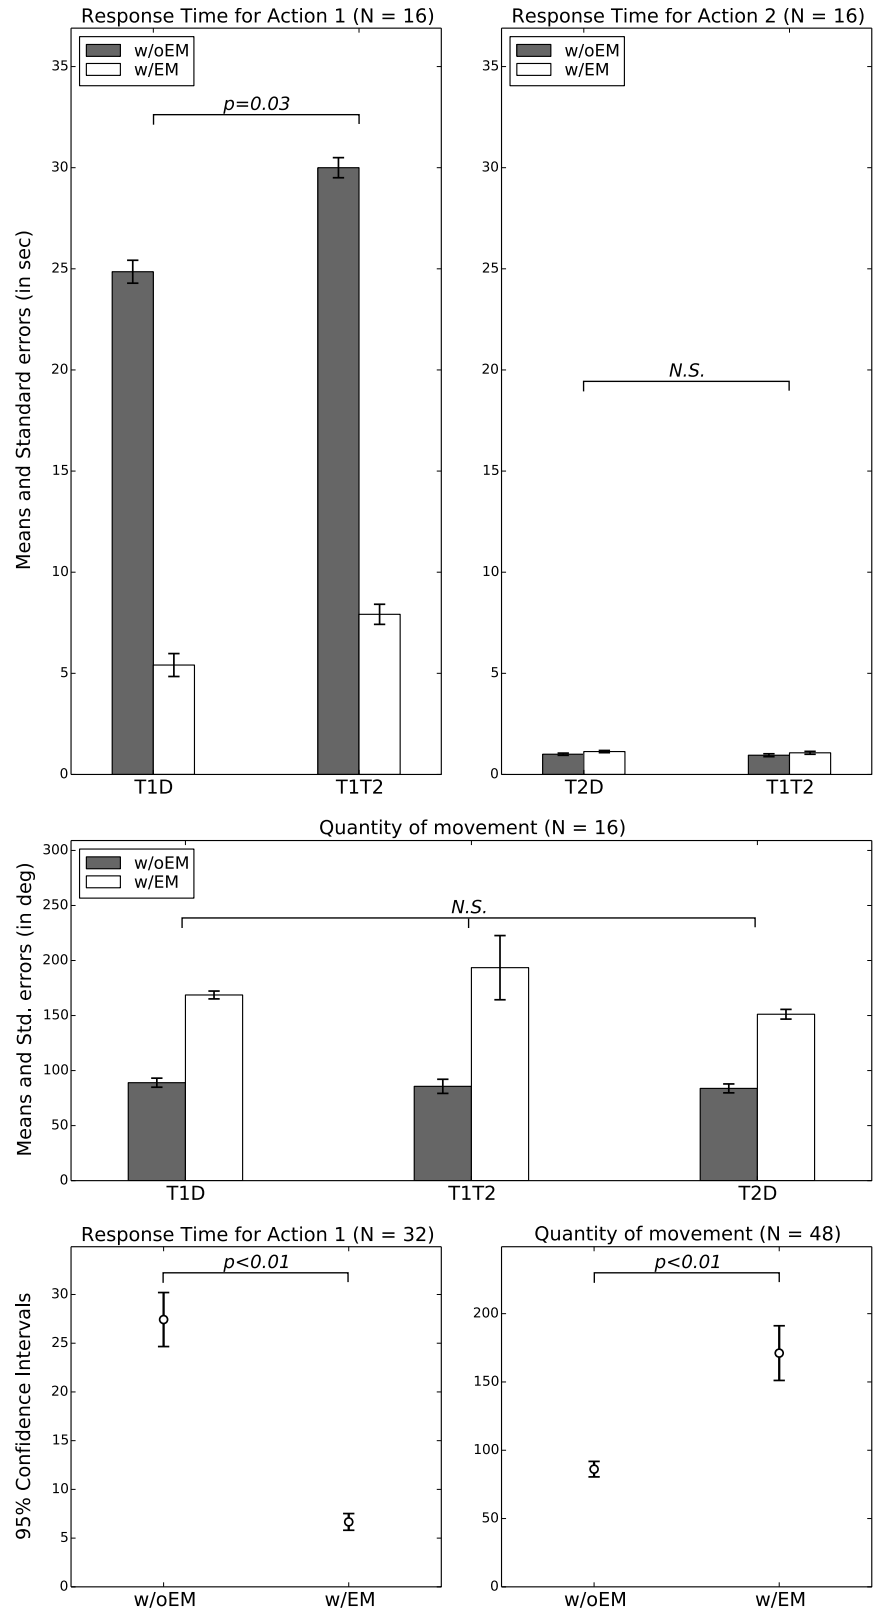 Response Time for Action 1 (N = 16)
w/oEM
w/EM
p=0.03
35
30
25
20
15
10
5
0
Means and Standard errors (in sec)
T1D
T1T2
Response Time for Action 2 (N = 16)
w/oEM
w/EM
N.S.
35
30
25
20
15
10
5
0
T2D
T1T2
Quantity of movement (N = 16)
w/oEM
w/EM
N.S.
300
250
200
150
100
50
0
Means and Std. errors (in deg)
T1D
T1T2
T2D
Response Time for Action 1 (N = 32)
p<0.01
30
25
20
15
10
5
0
95% Confidence Intervals
w/oEM
w/EM
Quantity of movement (N = 48)
p<0.01
200
150
100
50
0
w/oEM
w/EM